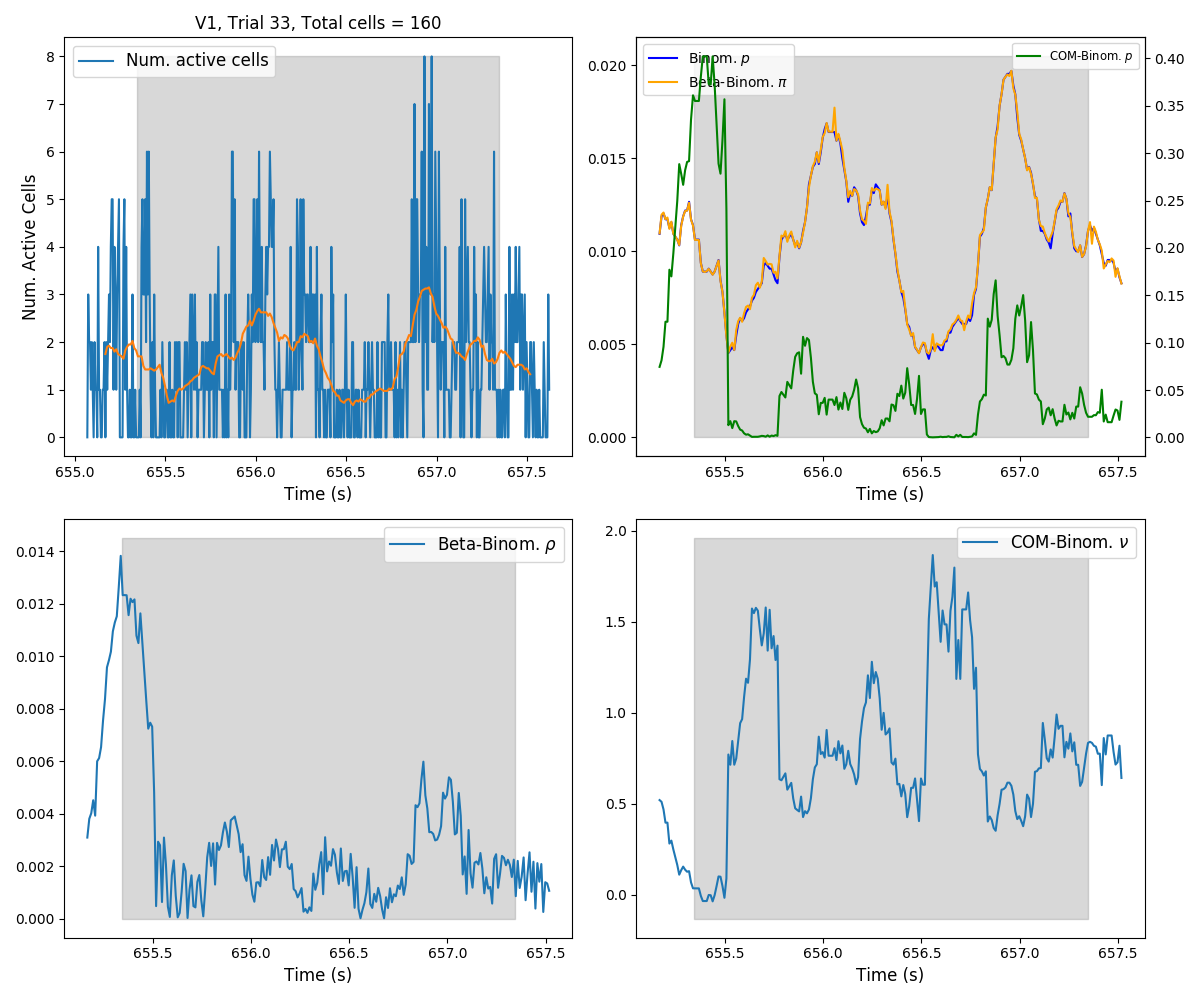 V1, Trial 33, Total cells = 160
Num. active cells
Num. Active Cells
8
7
6
5
4
3
2
1
0
655.0 655.5 656.0 656.5 657.0 657.5
Time (s)
Binom. p
Beta-Binom. π
COM-Binom. p
0.020
0.015
0.010
0.005
0.000
0.40
0.35
0.30
0.25
0.20
0.15
0.10
0.05
0.00
655.5 656.0 656.5 657.0 657.5
Time (s)
Beta-Binom. ρ
0.014
0.012
0.010
0.008
0.006
0.004
0.002
0.000
655.5 656.0 656.5 657.0 657.5
Time (s)
COM-Binom. ν
2.0
1.5
1.0
0.5
0.0
655.5 656.0 656.5 657.0 657.5
Time (s)